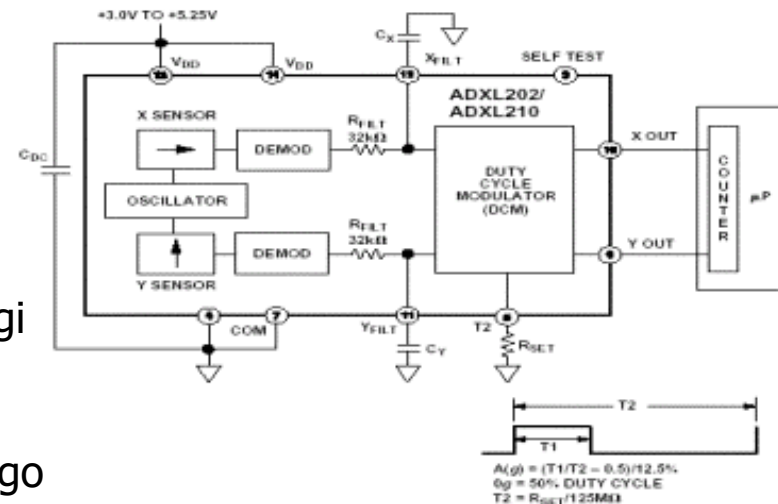 +3.0V TO +5.25V
VDD
VDD
CX
XFILT
SELF TEST
X SENSOR
DEMOD
RFILT
32kΩ
ADXL202/
ADXL210
X OUT
CDC
OSCILLATOR
DUTY
CYCLE
MODULATOR
(DCM)
COUNTER
µP
RFILT
32kΩ
DEMOD
Y SENSOR
Y OUT
COM
7
YFILT
11
T2
CY
RSET
gi
go
T2
T1
A(g) = (T1/T2 – 0.5)/12.5%
0g = 50% DUTY CYCLE
T2 = RSET/125MΩ